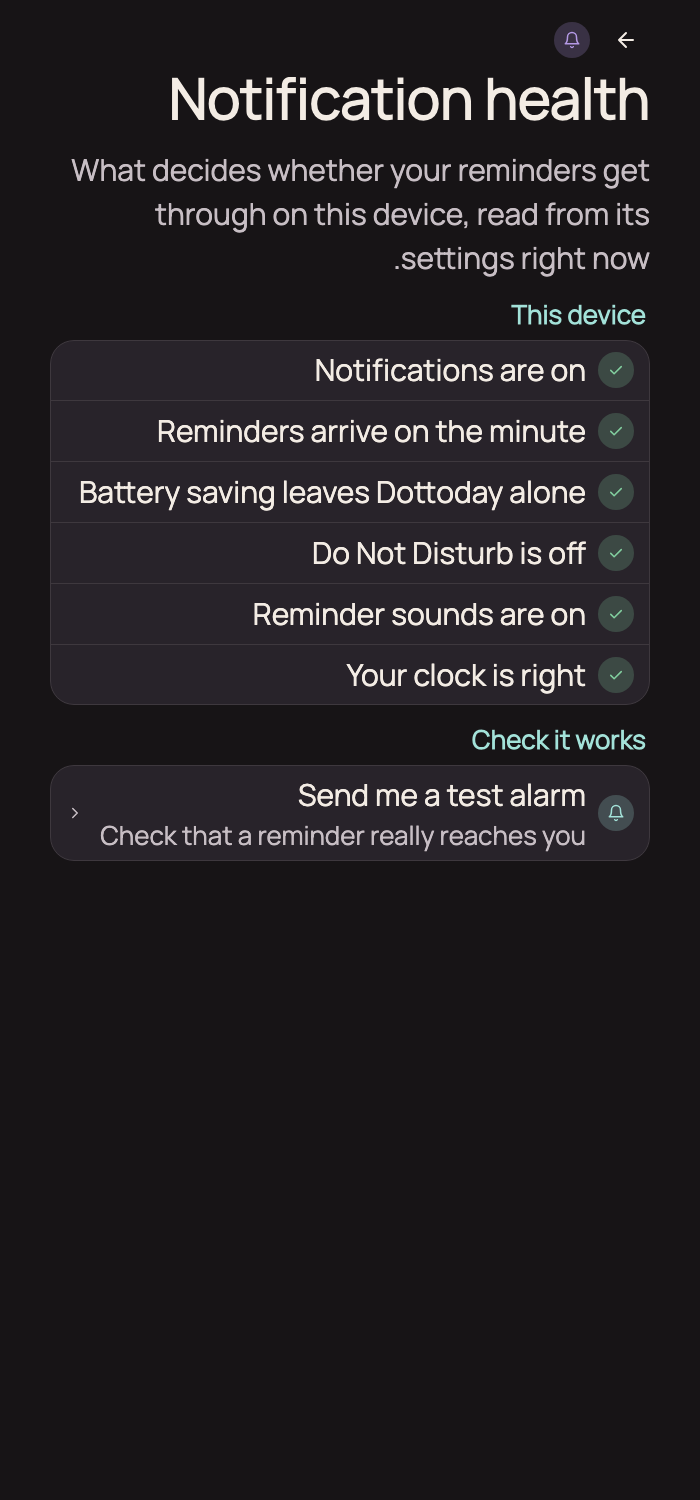 Notification health
What decides whether your reminders get
through on this device, read from its
settings right now.
This device
Notifications are on
Reminders arrive on the minute
Battery saving leaves Dottoday alone
Do Not Disturb is off
Reminder sounds are on
Your clock is right
Check it works
Send me a test alarm
Check that a reminder really reaches you